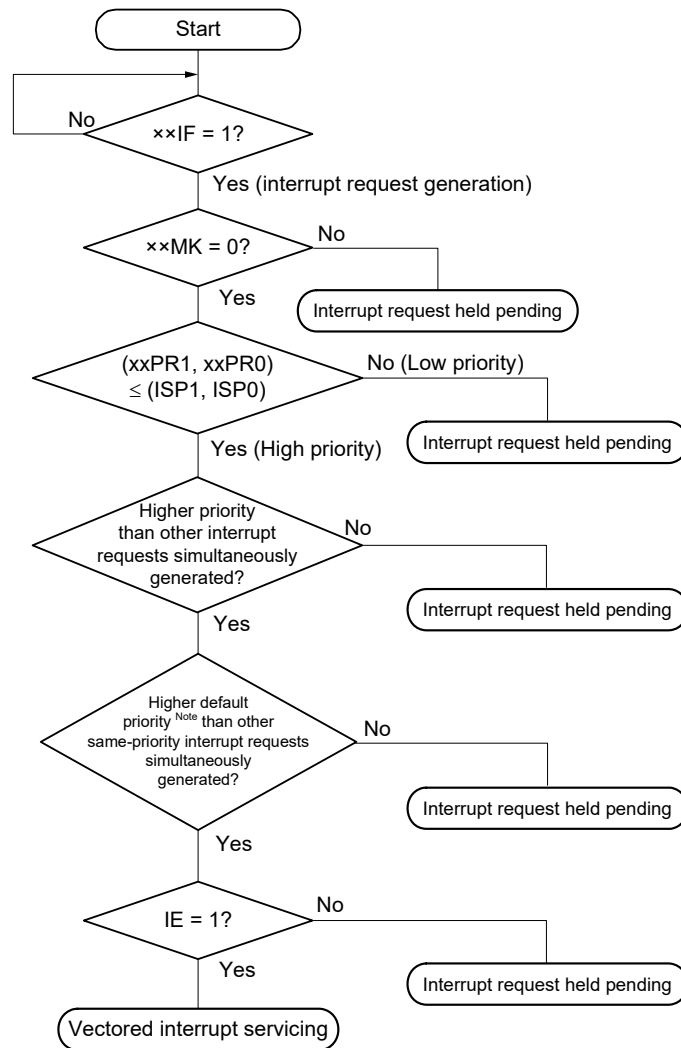 Start
No
××IF = 1?
Yes (interrupt request generation)
××MK = 0?
No
Yes
Interrupt request held pending
(xxPR1, xxPR0)
≤ (ISP1, ISP0)
No (Low priority)
Interrupt request held pending
Yes (High priority)
Higher priority
than other interrupt
requests simultaneously
generated?
No
Interrupt request held pending
Yes
Higher default
priority Note than other
same-priority interrupt requests
simultaneously
generated?
No
Interrupt request held pending
Yes
IE = 1?
No
Yes
Interrupt request held pending
Vectored interrupt servicing